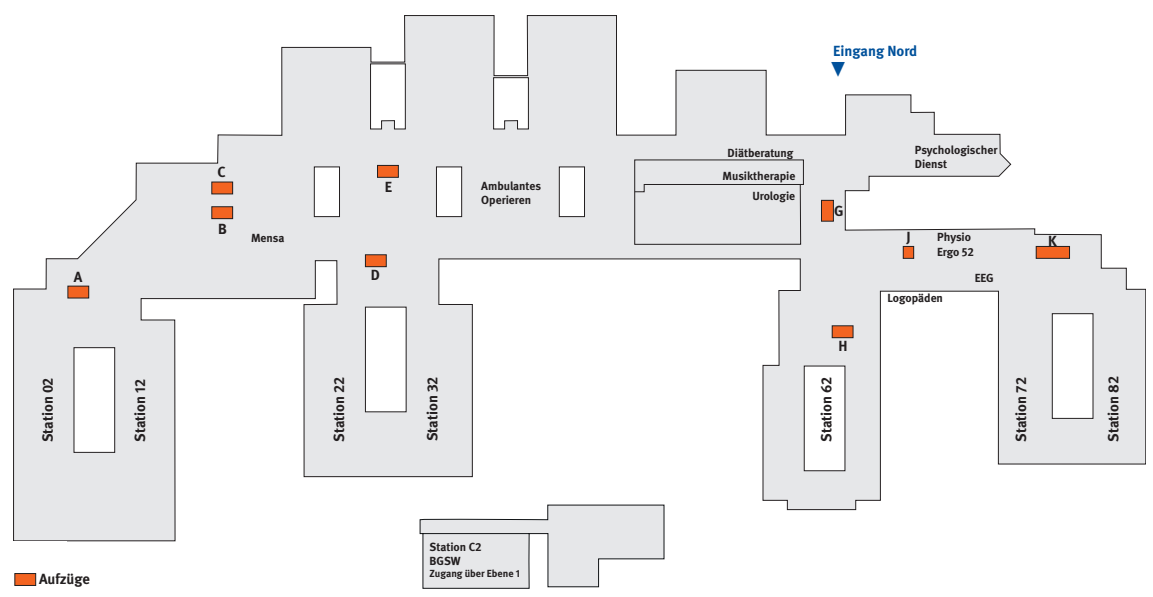 Eingang Nord
Psychologischer
Dienst
Diätberatung
Musiktherapie
Urologie
C
E
B
Ambulantes
Operieren
G
Mensa
D
J
Physio
Ergo 52
K
A
EEG
Logopäden
H
Station 02
Station 12
Station 22
Station 32
Station 62
Station 72
Station 82
Station C2
BGSW
Zugang über Ebene 1
Aufzüge